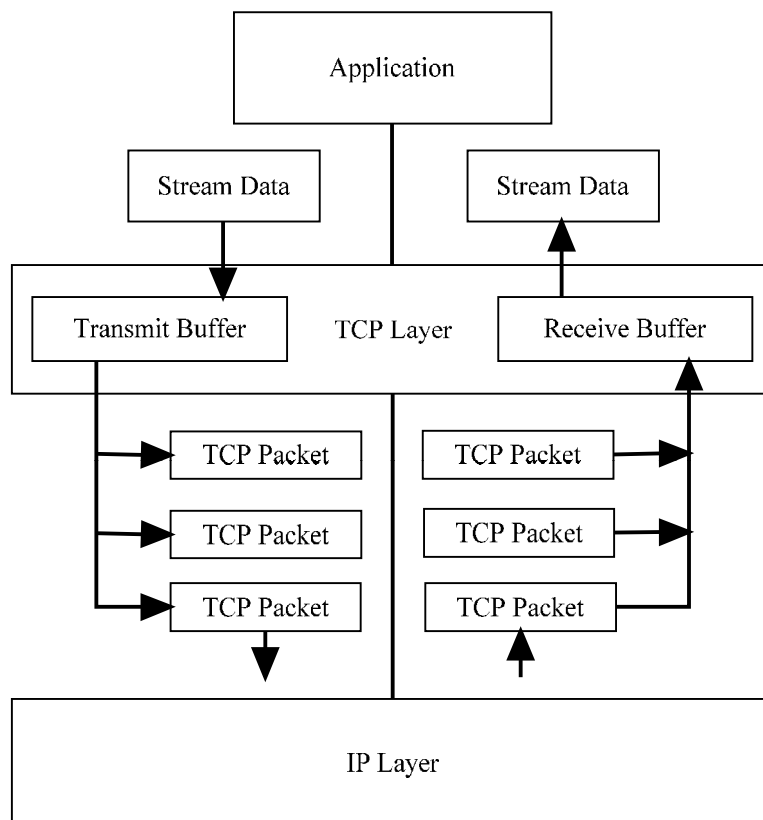 Application
Stream Data
Stream Data
Transmit Buffer
TCP Layer
Receive Buffer
TCP Packet
TCP Packet
TCP Packet
TCP Packet
TCP Packet
TCP Packet
IP Layer